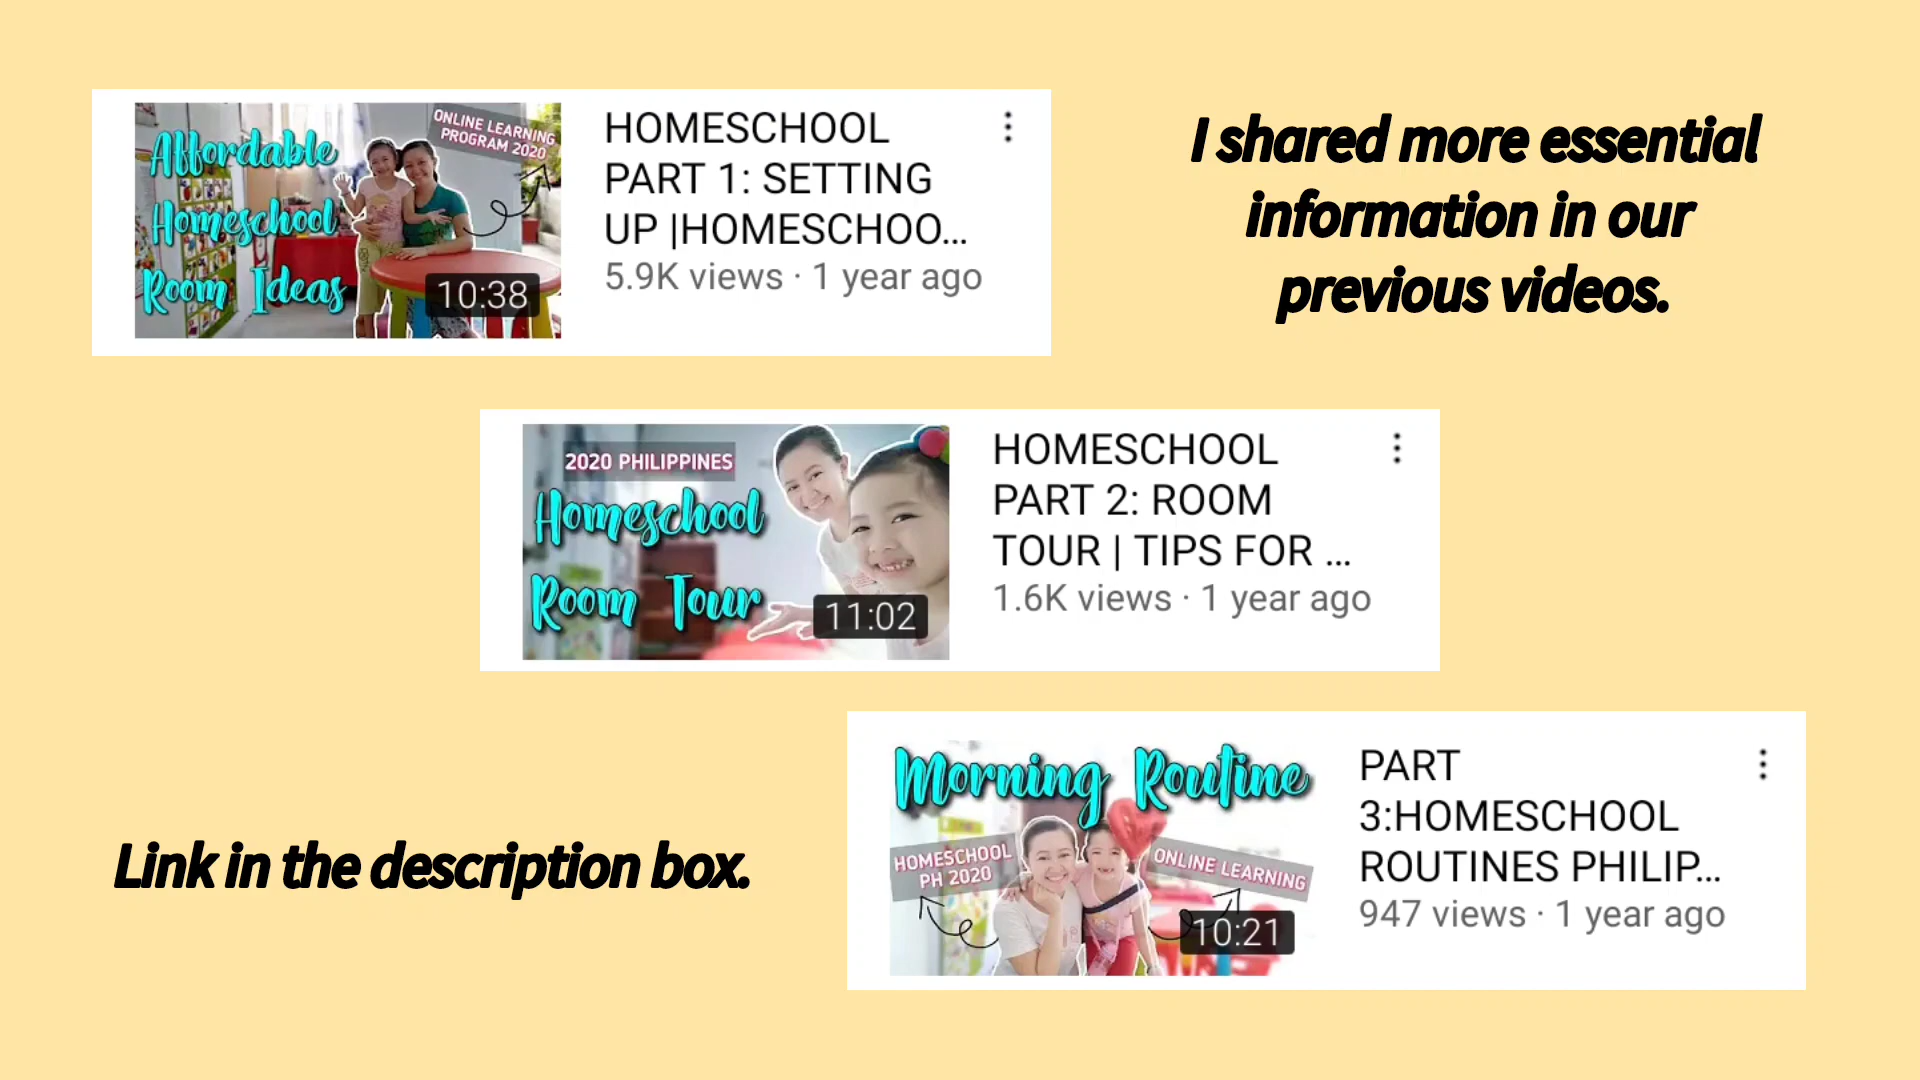 Affordable
Homeschool
Room Ideas
ONLINE LEARNING
PROGRAM 2020
10:38
HOMESCHOOL
PART 1: SETTING
UP |HOMESCHOO...
5.9K views · 1 year ago
I shared more essential
information in our
previous videos.
2020 PHILIPPINES
Homeschool
Room Tour
11:02
HOMESCHOOL
PART 2: ROOM
TOUR | TIPS FOR ...
1.6K views · 1 year ago
Link in the description box.
Morning Routine
HOMESCHOOL
PH 2020
ONLINE LEARNING
10:21
PART
3:HOMESCHOOL
ROUTINES PHILIP...
947 views · 1 year ago